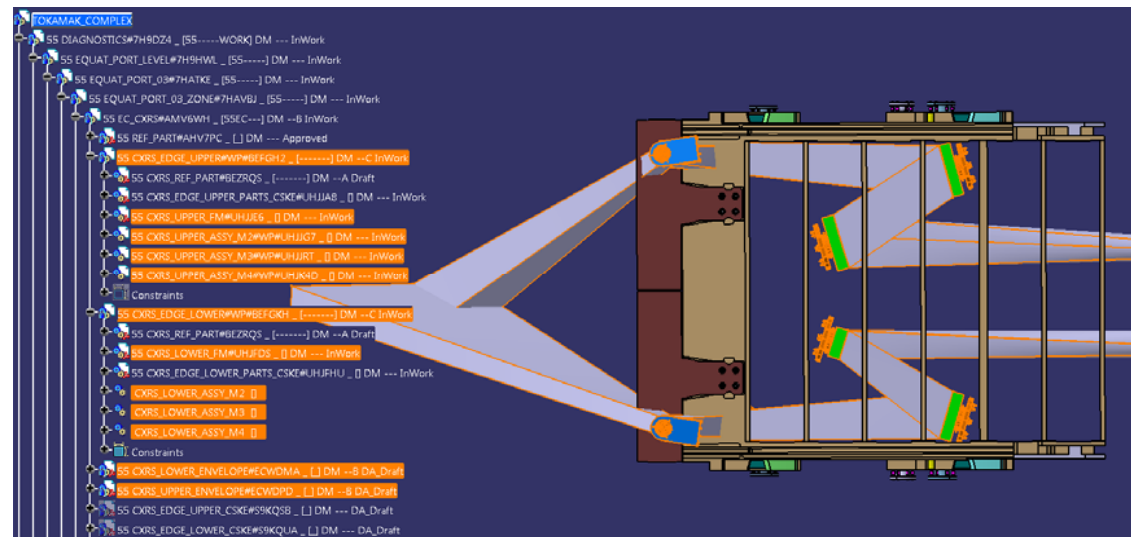 TOKAMAK_COMPLEX
55 DIAGNOSTICS#7H9DZ4 _ [55-----WORK] DM --- InWork
55 EQUAT_PORT_LEVEL#7H9HWL _ [55-----] DM --- InWork
55 EQUAT_PORT_03#7HATKE _ [55-----] DM --- InWork
55 EQUAT_PORT_03_ZONE#7HAVBJ _ [55-----] DM --- InWork
55 EC_CXRS#AMV6WH _ [55EC---] DM --B InWork
55 REF_PART#AHV7PC _ [_] DM --- Approved
55 CXRS_EDGE_UPPER#WP#BEFGH2 _ [-------] DM --C InWork
55 CXRS_REF_PART#BEZRQS _ [-------] DM --A Draft
55 CXRS_EDGE_UPPER_PARTS_CSKE#UHJJA8 _ [] DM --- InWork
55 CXRS_UPPER_FM#UHJJE6 _ [] DM --- InWork
55 CXRS_UPPER_ASSY_M2#WP#UHJJG7 _ [] DM --- InWork
55 CXRS_UPPER_ASSY_M3#WP#UHJJRT _ [] DM --- InWork
55 CXRS_UPPER_ASSY_M4#WP#UHJK4D _ [] DM --- InWork
Constraints
55 CXRS_EDGE_LOWER#WP#BEFGKH _ [-------] DM --C InWork
55 CXRS_REF_PART#BEZRQS _ [-------] DM --A Draft
55 CXRS_LOWER_FM#UHJFDS _ [] DM --- InWork
55 CXRS_EDGE_LOWER_PARTS_CSKE#UHJFHU _ [] DM --- InWork
CXRS_LOWER_ASSY_M2 []
CXRS_LOWER_ASSY_M3 []
CXRS_LOWER_ASSY_M4 []
Constraints
55 CXRS_LOWER_ENVELOPE#ECWDMA _ [_] DM --B DA_Draft
55 CXRS_UPPER_ENVELOPE#ECWDPD _ [_] DM --B DA_Draft
55 CXRS_EDGE_UPPER_CSKE#S9KQSB _ [_] DM --- DA_Draft
55 CXRS_EDGE_LOWER_CSKE#S9KQUA _ [_] DM --- DA_Draft